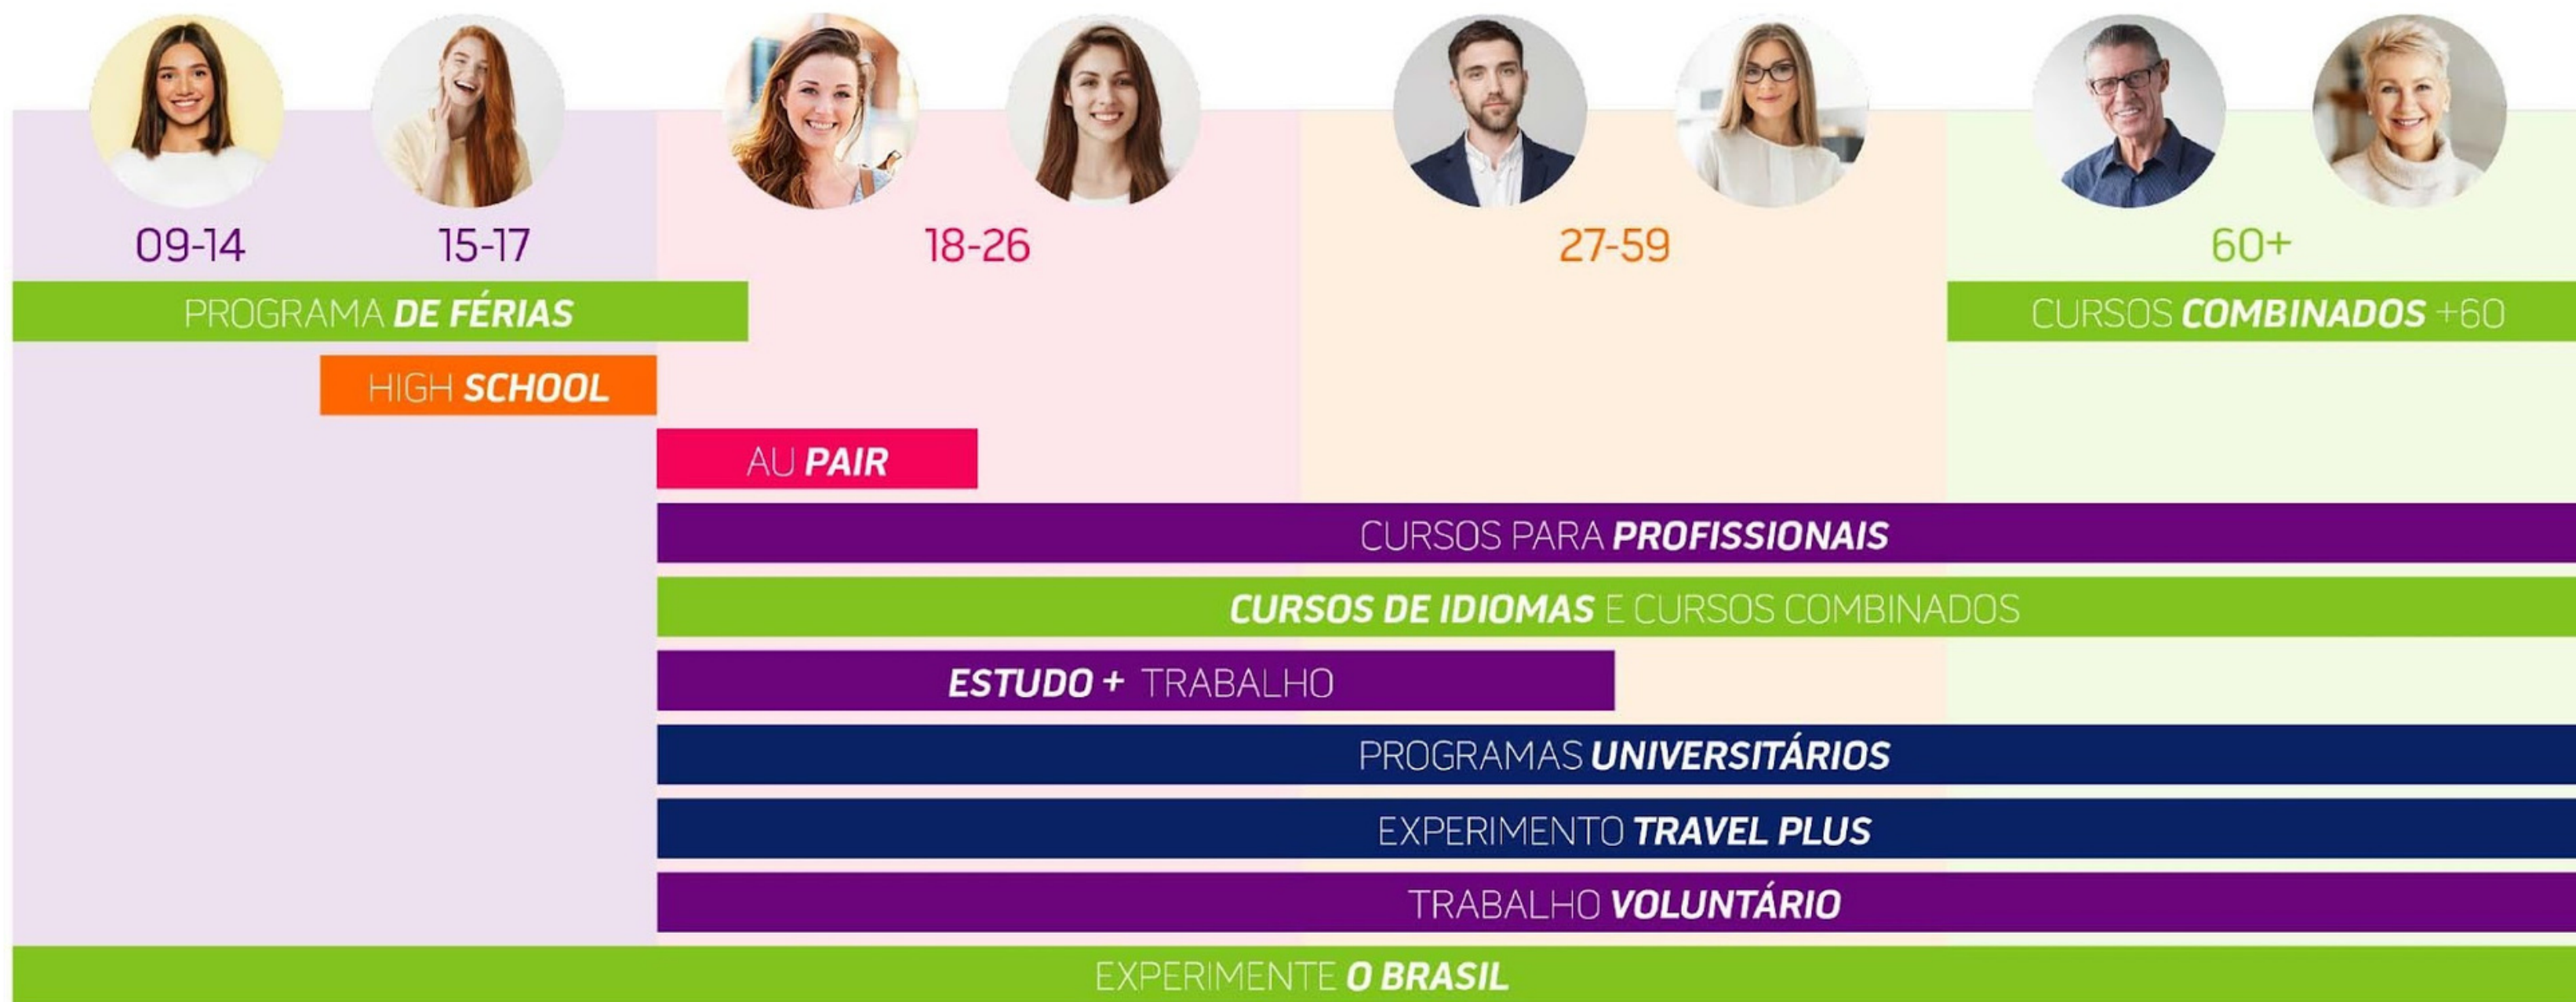 09-14
15-17
18-26
27-59
60+
PROGRAMA DE FÉRIAS
CURSOS COMBINADOS +60
HIGH SCHOOL
AU PAIR
CURSOS PARA PROFISSIONAIS
CURSOS DE IDIOMAS E CURSOS COMBINADOS
ESTUDO + TRABALHO
PROGRAMAS UNIVERSITÁRIOS
EXPERIMENTO TRAVEL PLUS
TRABALHO VOLUNTÁRIO
EXPERIMENTE O BRASIL